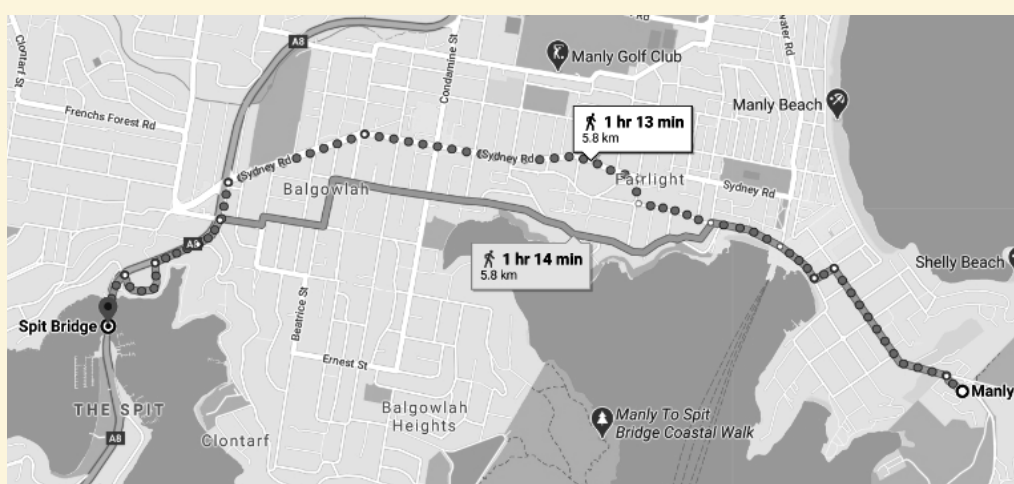 Clontarf St
A8
Condamine St
Rd
water Rd
Manly Golf Club
Frenchs Forest Rd
Manly Beach
1 hr 13 min
5.8 km
Sydney Rd
Sydney Rd
Balgowlah
Fairlight
Sydney Rd
A8
1 hr 14 min
5.8 km
Shelly Beach
Spit Bridge
Beatrice St
Ernest St
Manly
THE SPIT
Balgowlah
Heights
Manly To Spit
Bridge Coastal Walk
A8
Clontarf